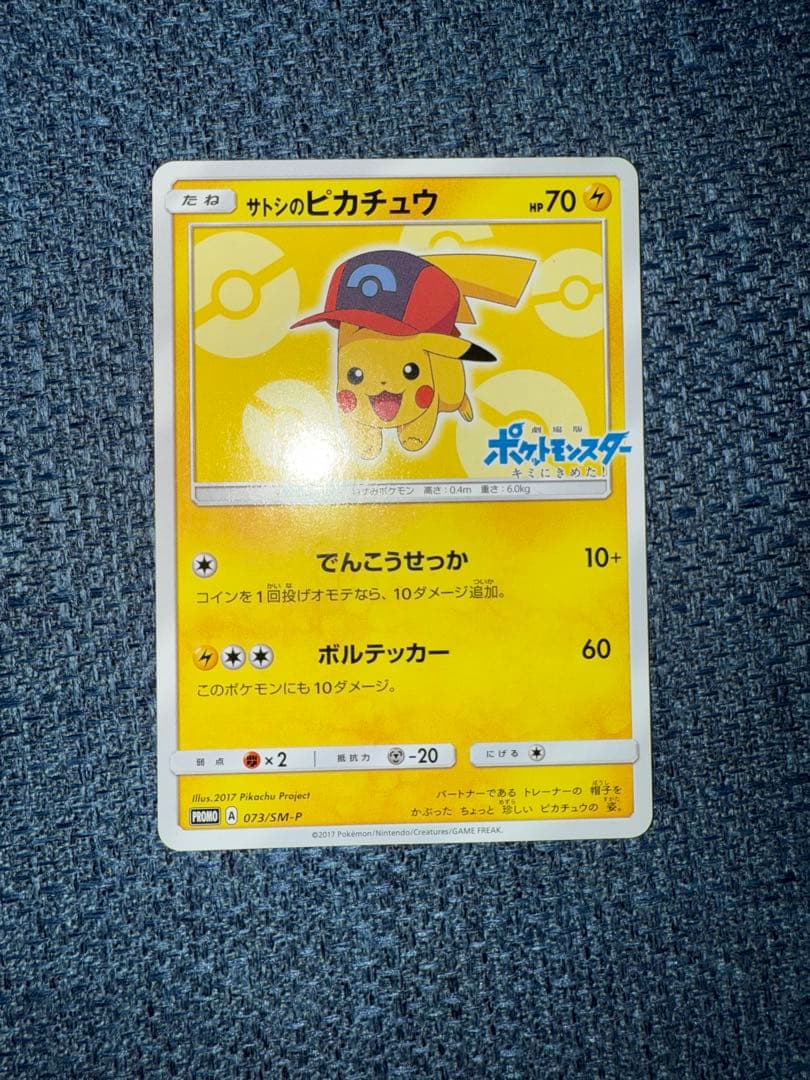 たね サトシのピカチュウ HP70
劇場版
ポケットモンスター
キミにきめた!
ずみポケモン 高さ:0.4m 重さ:6.0kg
でんこうせっか 10+
コインを1回投げオモテなら、10ダメージ追加。
ボルテッカー 60
このポケモンにも10ダメージ。
弱点 ×2 抵抗力 -20 にげる
Illus.2017 Pikachu Project
パートナーである トレーナーの 帽子を
かぶった ちょっと 珍しい ピカチュウの 姿。
PROMO A 073/SM-P
©2017 Pokémon/Nintendo/Creatures/GAME FREAK.